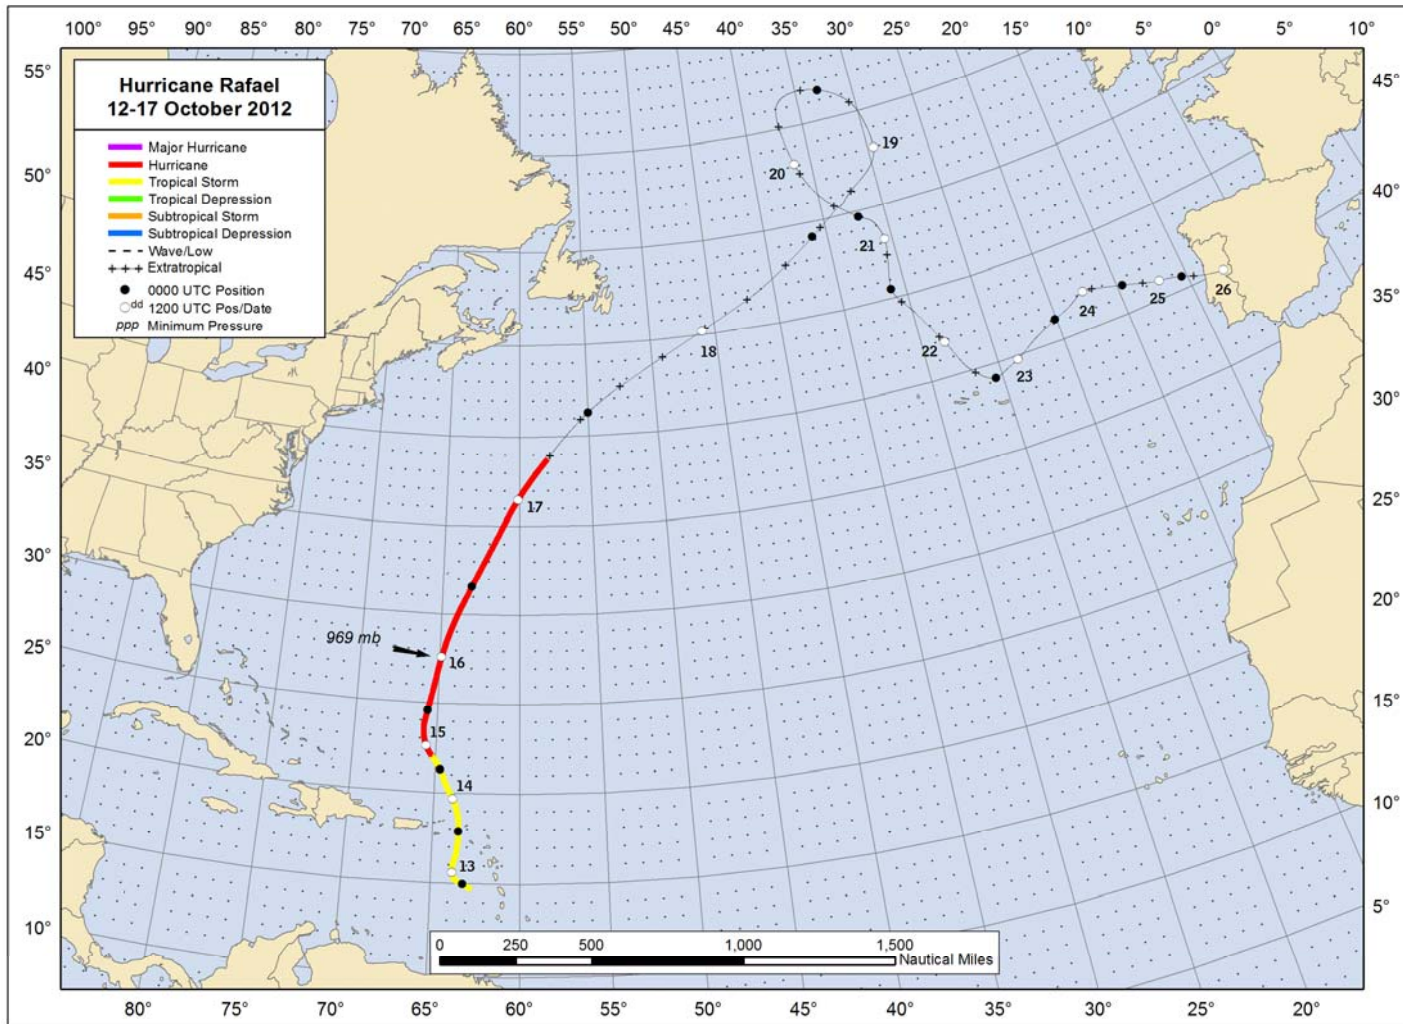 100° 95° 90° 85° 80° 75° 70° 65° 60° 55° 50° 45° 40° 35° 30° 25° 20° 15° 10° 5° 0° 5° 10°
Hurricane Rafael
12-17 October 2012
Major Hurricane
Hurricane
Tropical Storm
Tropical Depression
Subtropical Storm
Subtropical Depression
Wave/Low
Extratropical
0000 UTC Position
dd 1200 UTC Pos/Date
ppp Minimum Pressure
55°
50°
45°
40°
35°
30°
25°
20°
15°
10°
45°
40°
35°
30°
25°
20°
15°
10°
5°
19
20
21
18
22
23
24
25
26
17
969 mb
16
15
14
13
0 250 500 1,000 1,500
Nautical Miles
80° 75° 70° 65° 60° 55° 50° 45° 40° 35° 30° 25° 20°